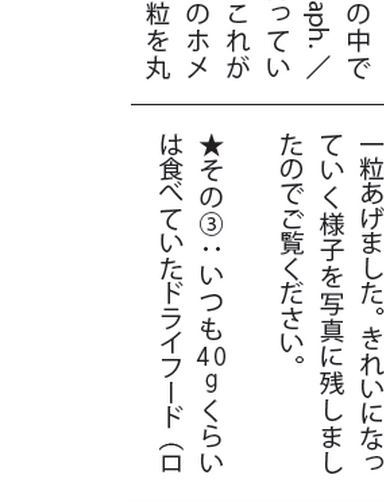 の中で
aph. ／
ってい
これが
のホメ
粒を丸
一粒あげました。きれいになっ
ていく様子を写真に残しまし
たのでご覧ください。
★その③：いつも40gくらい
は食べていたドライフード（ロ